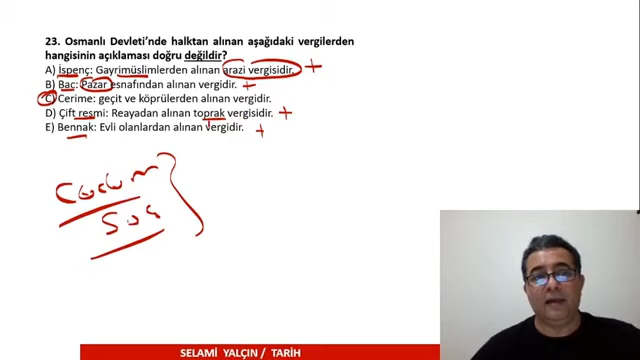 23. Osmanlı Devleti'nde halktan alınan aşağıdaki vergilerden
hangisinin açıklaması doğru değildir?
A) İspenç: Gayrimüslimlerden alınan arazi vergisidir. +
B) Bac: Pazar esnafından alınan vergidir. +
C) Cerime: geçit ve köprülerden alınan vergidir.
D) Çift resmi: Reayadan alınan toprak vergisidir. +
E) Bennak: Evli olanlardan alınan vergidir. +
SELAMİ YALÇIN / TARİH